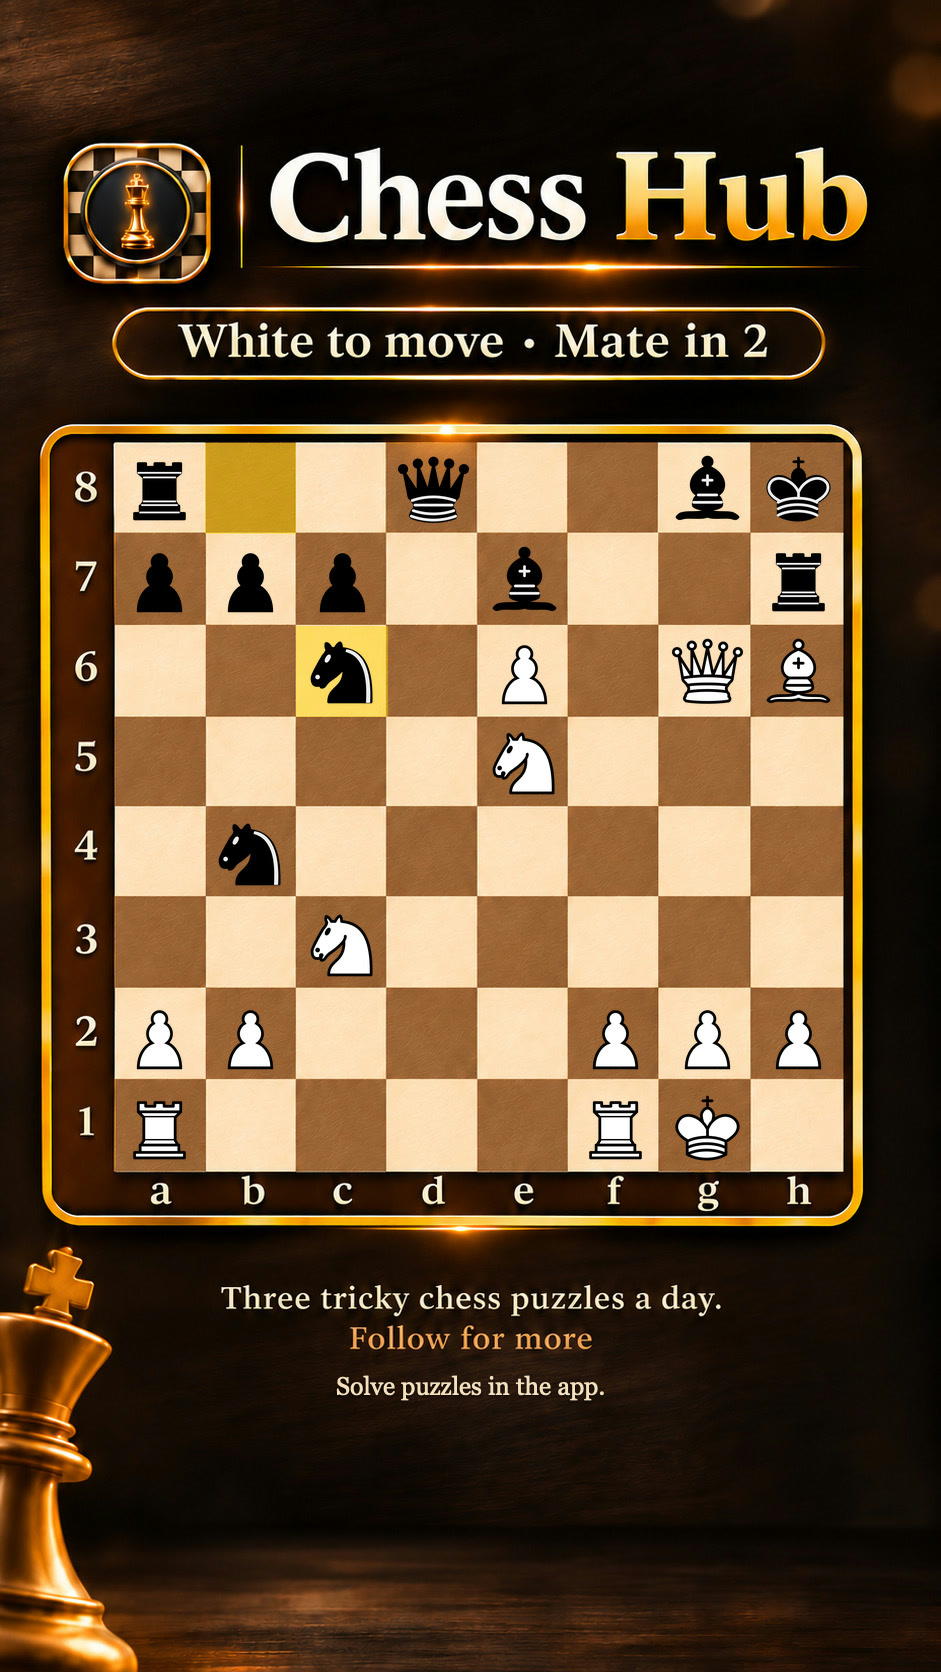 Chess Hub
White to move • Mate in 2
8
7
6
5
4
3
2
1
a b c d e f g h
Three tricky chess puzzles a day.
Follow for more
Solve puzzles in the app.